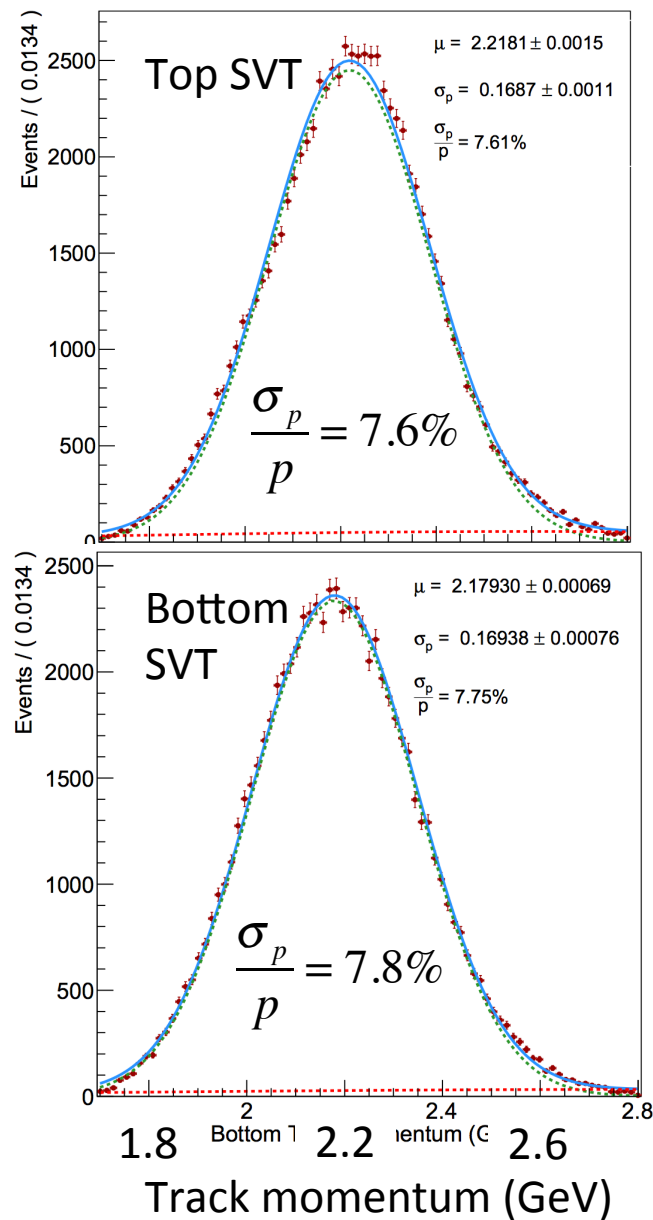 Top SVT
μ = 2.2181 ± 0.0015
σp = 0.1687 ± 0.0011
σp/p = 7.61%
Events / ( 0.0134 )
2500
2000
1500
1000
500
0
σp/p = 7.6%
Bottom
SVT
μ = 2.17930 ± 0.00069
σp = 0.16938 ± 0.00076
σp/p = 7.75%
Events / ( 0.0134 )
2500
2000
1500
1000
500
0
σp/p = 7.8%
2 2.4 2.8
1.8 2.2 2.6
Bottom T mentum (G
Track momentum (GeV)